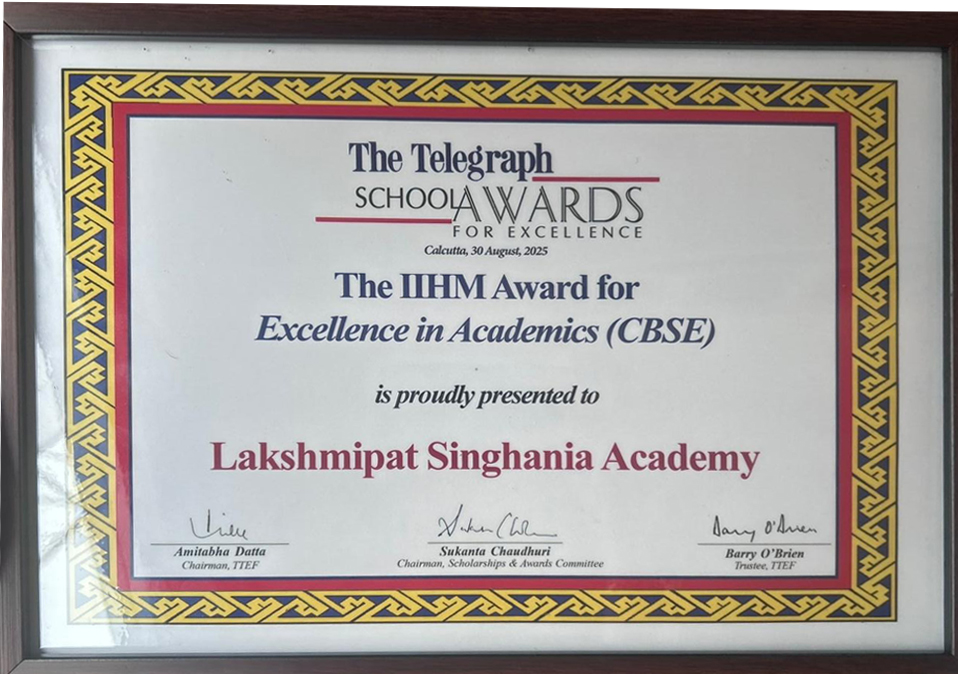 The Telegraph
SCHOOL AWARDS
FOR EXCELLENCE
Calcutta, 30 August, 2025
The IIHM Award for
Excellence in Academics (CBSE)
is proudly presented to
Lakshmipat Singhania Academy
Amitabha Datta
Chairman, TTEF
Sukanta Chaudhuri
Chairman, Scholarships & Awards Committee
Barry O'Brien
Barry O’Brien
Trustee, TTEF